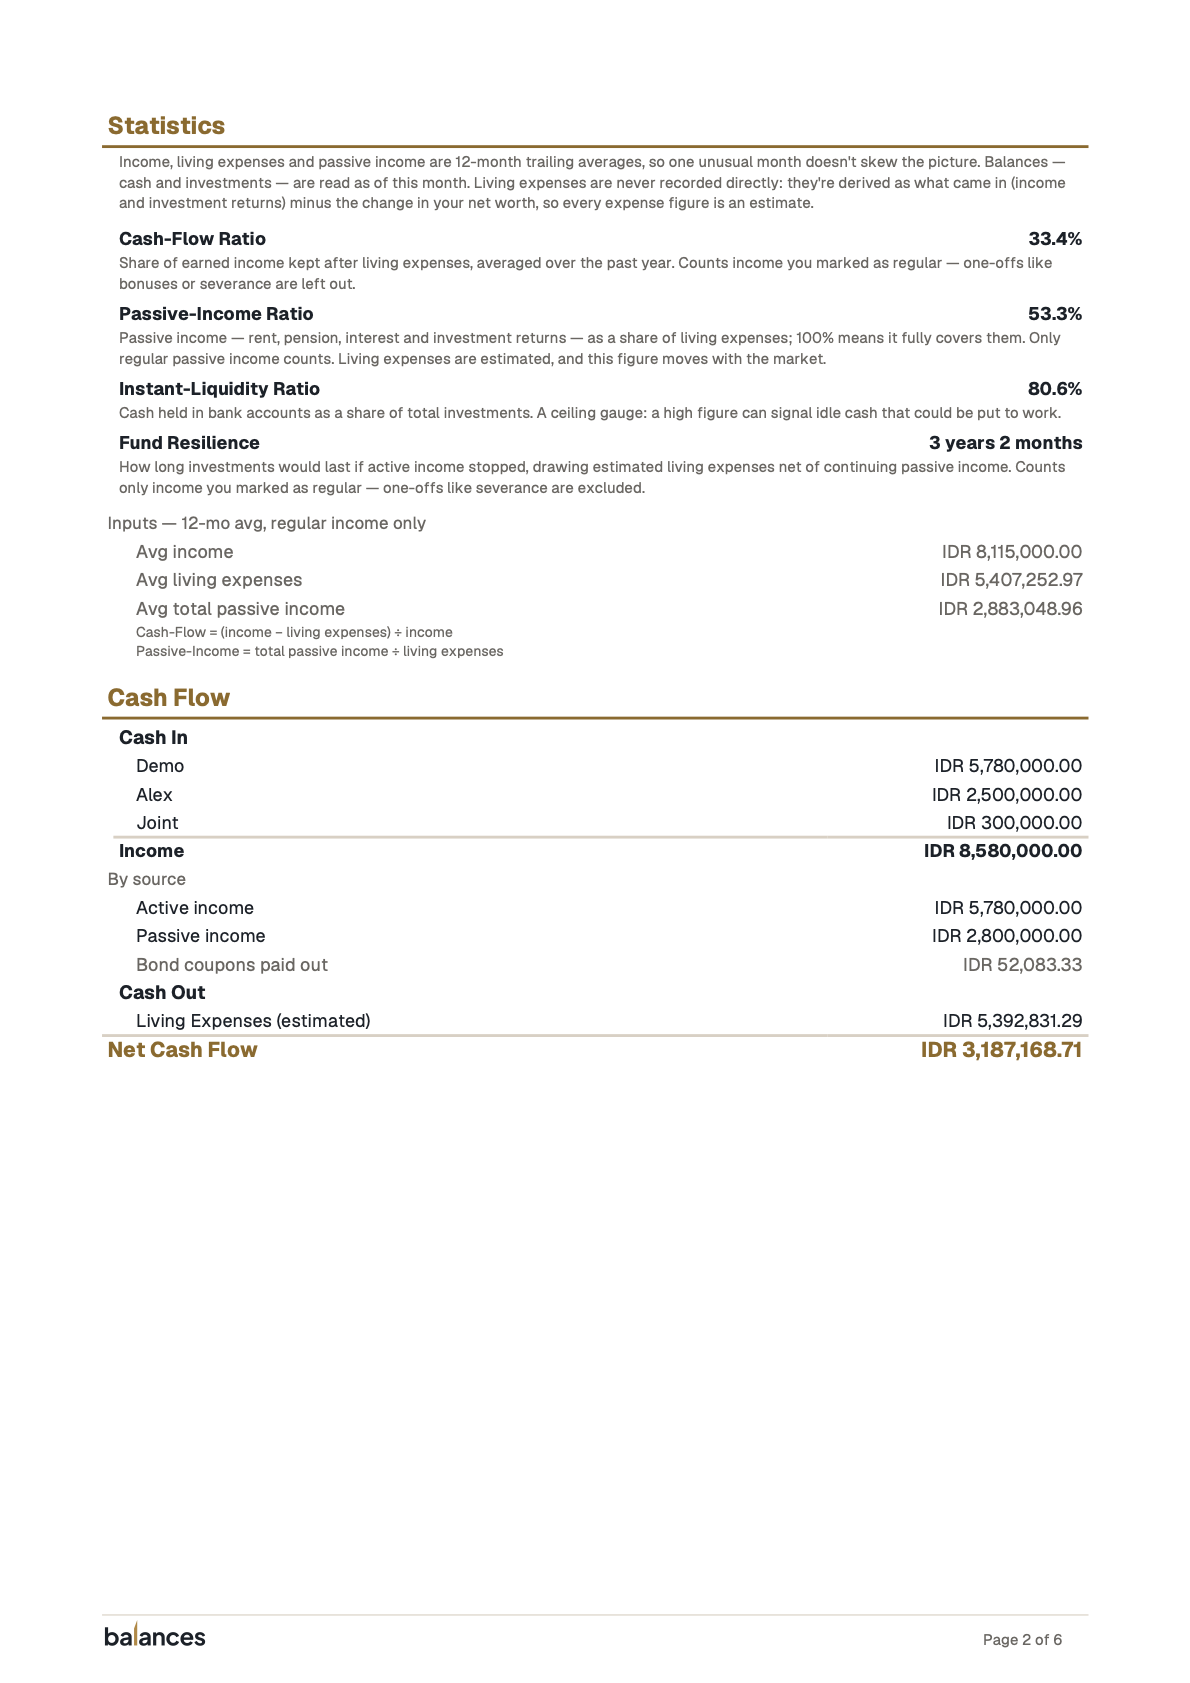 Statistics
Income, living expenses and passive income are 12-month trailing averages, so one unusual month doesn't skew the picture. Balances —
cash and investments — are read as of this month. Living expenses are never recorded directly: they're derived as what came in (income
and investment returns) minus the change in your net worth, so every expense figure is an estimate.
Cash-Flow Ratio 33.4%
Share of earned income kept after living expenses, averaged over the past year. Counts income you marked as regular — one-offs like
bonuses or severance are left out.
Passive-Income Ratio 53.3%
Passive income — rent, pension, interest and investment returns — as a share of living expenses; 100% means it fully covers them. Only
regular passive income counts. Living expenses are estimated, and this figure moves with the market.
Instant-Liquidity Ratio 80.6%
Cash held in bank accounts as a share of total investments. A ceiling gauge: a high figure can signal idle cash that could be put to work.
Fund Resilience 3 years 2 months
How long investments would last if active income stopped, drawing estimated living expenses net of continuing passive income. Counts
only income you marked as regular — one-offs like severance are excluded.
Inputs — 12-mo avg, regular income only
Avg income IDR 8,115,000.00
Avg living expenses IDR 5,407,252.97
Avg total passive income IDR 2,883,048.96
Cash-Flow = (income – living expenses) ÷ income
Passive-Income = total passive income ÷ living expenses
Cash Flow
Cash In
Demo IDR 5,780,000.00
Alex IDR 2,500,000.00
Joint IDR 300,000.00
Income IDR 8,580,000.00
By source
Active income IDR 5,780,000.00
Passive income IDR 2,800,000.00
Bond coupons paid out IDR 52,083.33
Cash Out
Living Expenses (estimated) IDR 5,392,831.29
Net Cash Flow IDR 3,187,168.71
balances Page 2 of 6